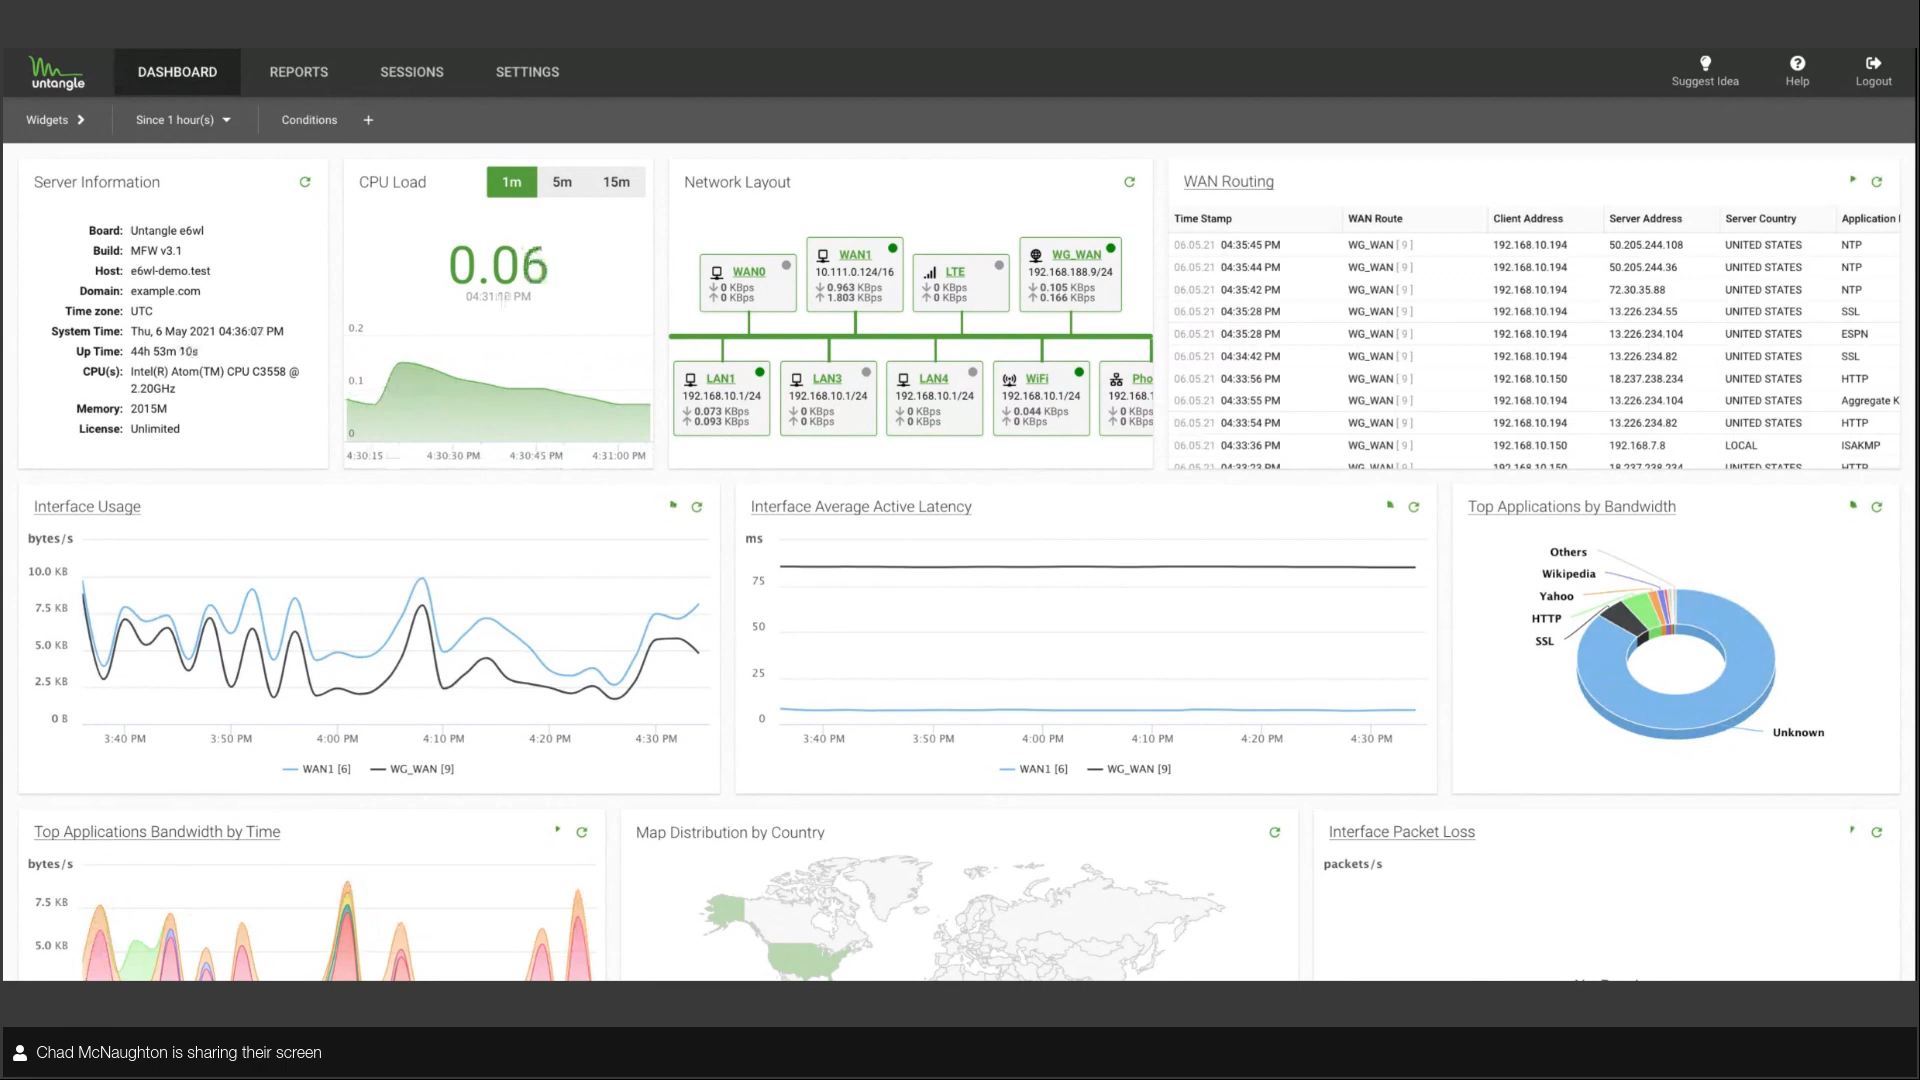 untangle
DASHBOARD REPORTS SESSIONS SETTINGS
Suggest Idea Help Logout
Widgets Since 1 hour(s) Conditions +
Server Information
Board: Untangle e6wl
Build: MFW v3.1
Host: e6wl-demo.test
Domain: example.com
Time zone: UTC
System Time: Thu, 6 May 2021 04:36:07 PM
Up Time: 44h 53m 10s
CPU(s): Intel(R) Atom(TM) CPU C3558 @
2.20GHz
Memory: 2015M
License: Unlimited
CPU Load 1m 5m 15m
0.06
PM
0.2
0.1
0
4:30:15 4:30:30 PM 4:30:45 PM 4:31:00 PM
Network Layout
WAN0
0 KBps
0 KBps
WAN1
10.111.0.124/16
0.963 KBps
1.803 KBps
LTE
0 KBps
0 KBps
WG_WAN
192.168.188.9/24
0.105 KBps
0.166 KBps
LAN1
192.168.10.1/24
0.073 KBps
0.093 KBps
LAN3
192.168.10.1/24
0 KBps
0 KBps
LAN4
192.168.10.1/24
0 KBps
0 KBps
WiFi
192.168.10.1/24
0.044 KBps
0 KBps
Pho
192.168.1
0 KBps
0 KBps
WAN Routing
Time Stamp WAN Route Client Address Server Address Server Country Application
06.05.21 04:35:45 PM WG_WAN [ 9 ] 192.168.10.194 50.205.244.108 UNITED STATES NTP
06.05.21 04:35:44 PM WG_WAN [ 9 ] 192.168.10.194 50.205.244.36 UNITED STATES NTP
06.05.21 04:35:42 PM WG_WAN [ 9 ] 192.168.10.194 72.30.35.88 UNITED STATES NTP
06.05.21 04:35:28 PM WG_WAN [ 9 ] 192.168.10.194 13.226.234.55 UNITED STATES SSL
06.05.21 04:35:28 PM WG_WAN [ 9 ] 192.168.10.194 13.226.234.104 UNITED STATES ESPN
06.05.21 04:34:42 PM WG_WAN [ 9 ] 192.168.10.194 13.226.234.82 UNITED STATES SSL
06.05.21 04:33:56 PM WG_WAN [ 9 ] 192.168.10.150 18.237.238.234 UNITED STATES HTTP
06.05.21 04:33:55 PM WG_WAN [ 9 ] 192.168.10.194 13.226.234.104 UNITED STATES Aggregate K
06.05.21 04:33:54 PM WG_WAN [ 9 ] 192.168.10.194 13.226.234.82 UNITED STATES HTTP
06.05.21 04:33:36 PM WG_WAN [ 9 ] 192.168.10.150 192.168.7.8 LOCAL ISAKMP
06.05.21 04:33:23 PM WG_WAN [ 9 ] 192.168.10.150 18.237.238.234 UNITED STATES HTTP
Interface Usage
bytes/s
10.0 KB
7.5 KB
5.0 KB
2.5 KB
0 B
3:40 PM 3:50 PM 4:00 PM 4:10 PM 4:20 PM 4:30 PM
WAN1 [6] WG_WAN [9]
Interface Average Active Latency
ms
75
50
25
0
3:40 PM 3:50 PM 4:00 PM 4:10 PM 4:20 PM 4:30 PM
WAN1 [6] WG_WAN [9]
Top Applications by Bandwidth
Others
Wikipedia
Yahoo
HTTP
SSL
Unknown
Top Applications Bandwidth by Time
bytes/s
7.5 KB
5.0 KB
Map Distribution by Country
Interface Packet Loss
packets/s
Chad McNaughton is sharing their screen